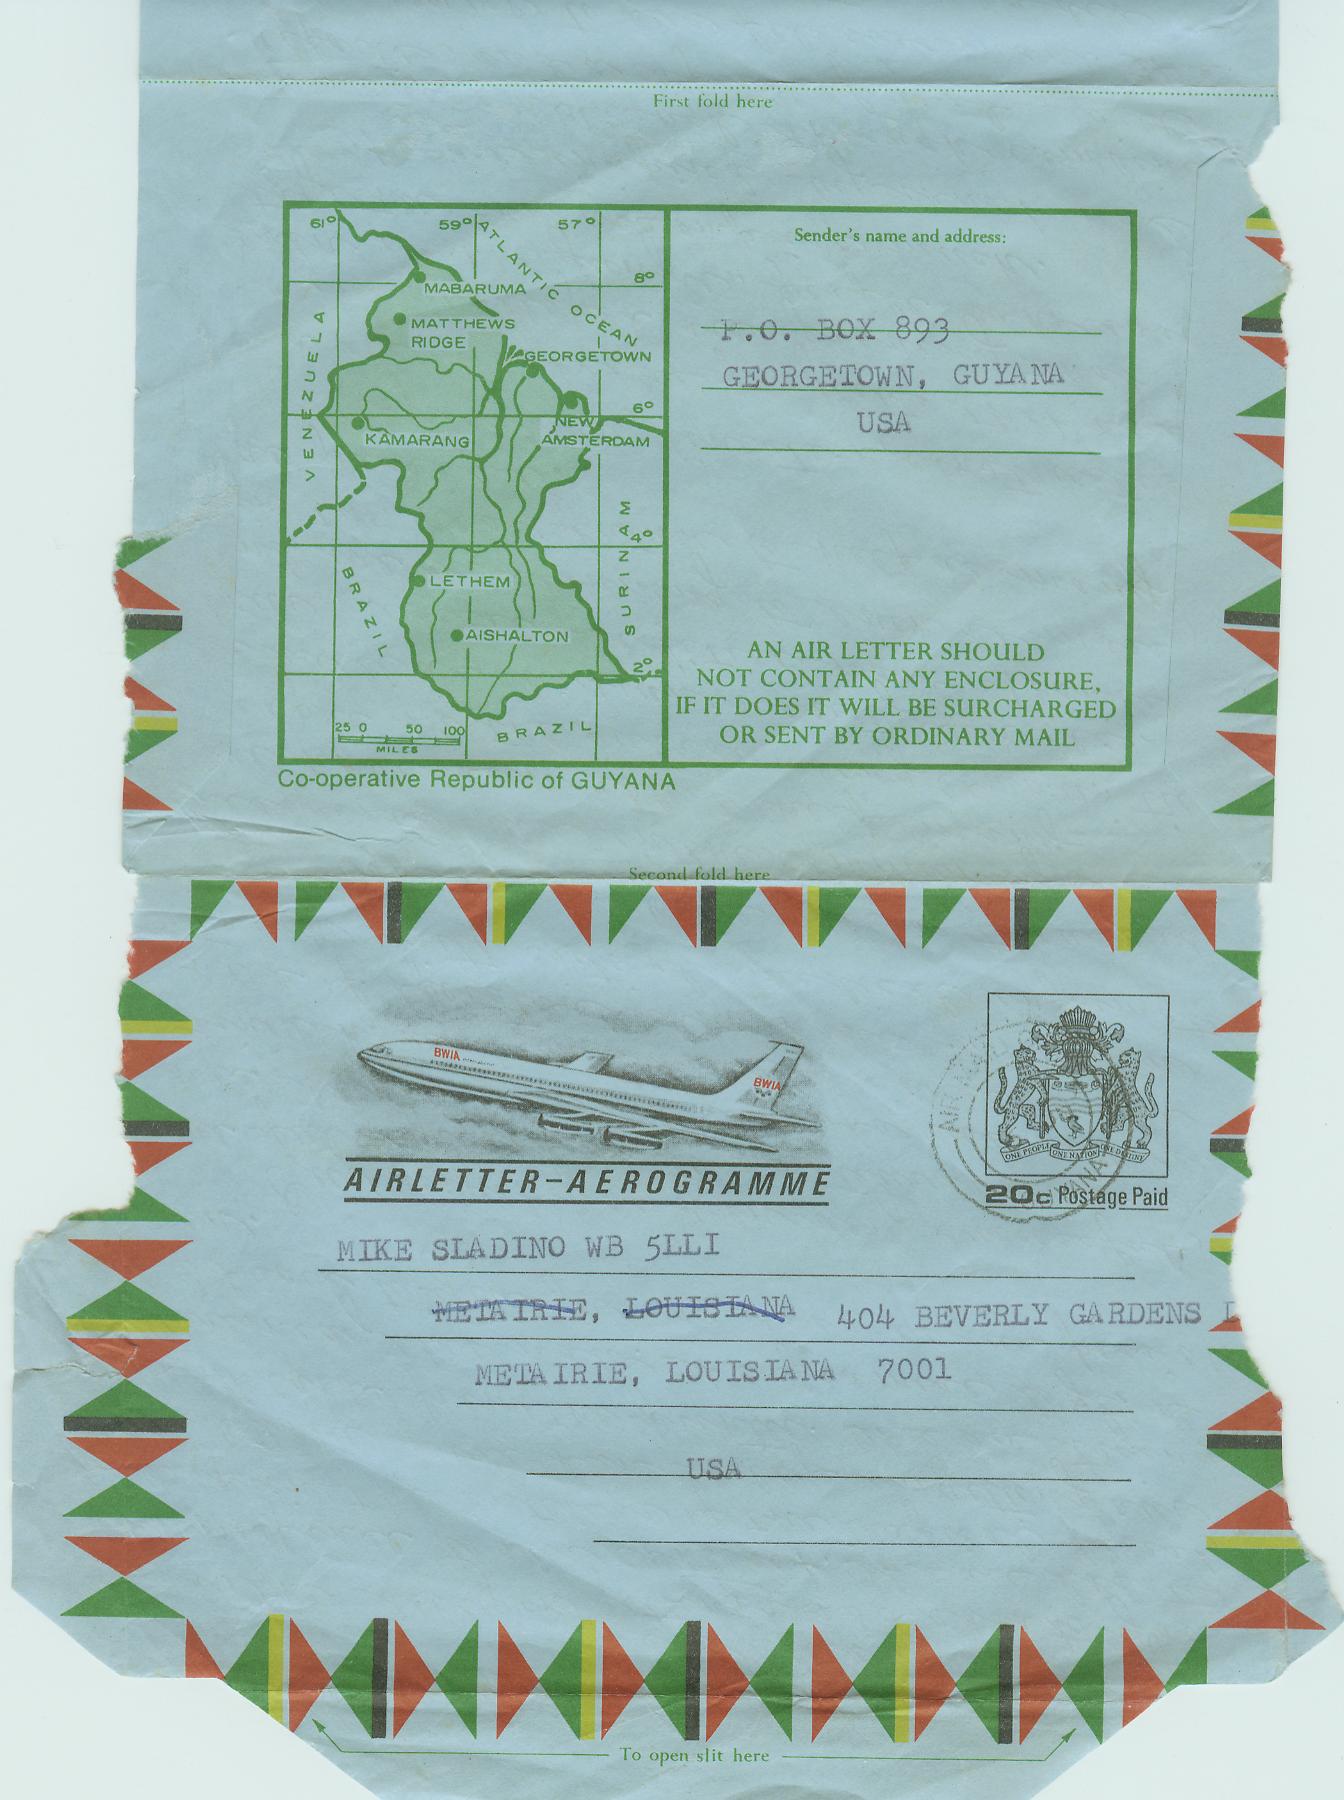 First fold here
61° 59° 57°
ATLANTIC OCEAN
8°
MABARUMA
MATTHEWS
RIDGE
GEORGETOWN
VENEZUELA
6°
NEW
AMSTERDAM
KAMARANG
4°
SURINAM
BRAZIL
LETHEM
AISHALTON
2°
25 0 50 100
MILES
BRAZIL
Co-operative Republic of GUYANA
Sender's name and address:
P.O. BOX 893
GEORGETOWN, GUYANA
USA
AN AIR LETTER SHOULD
NOT CONTAIN ANY ENCLOSURE,
IF IT DOES IT WILL BE SURCHARGED
OR SENT BY ORDINARY MAIL
Second fold here
BWIA
BWIA
AIRLETTER-AEROGRAMME
ONE PEOPLE ONE NATION ONE DESTINY
20c Postage Paid
MIKE SLADINO WB 5LLI
METAIRIE, LOUISIANA 404 BEVERLY GARDENS
METAIRIE, LOUISIANA 7001
USA
To open slit here